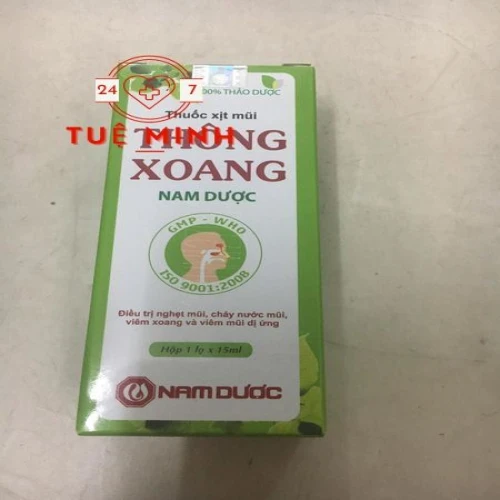 100% THẢO DƯỢC
24 7
Thuốc xịt mũi
TUỆ MINH
THÔNG
XOANG
NAM DƯỢC
GMP - WHO
ISO 9001:2008
Điều trị nghẹt mũi, chảy nước mũi,
viêm xoang và viêm mũi dị ứng
Hộp 1 lọ x 15ml
NAM DƯỢC